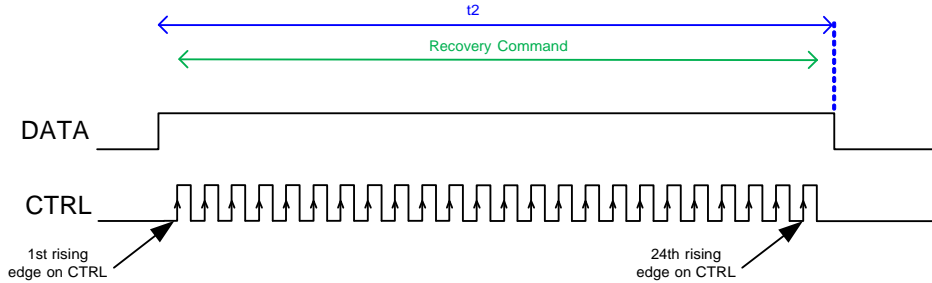 t2
Recovery Command
DATA
CTRL
1st rising
edge on CTRL
24th rising
edge on CTRL